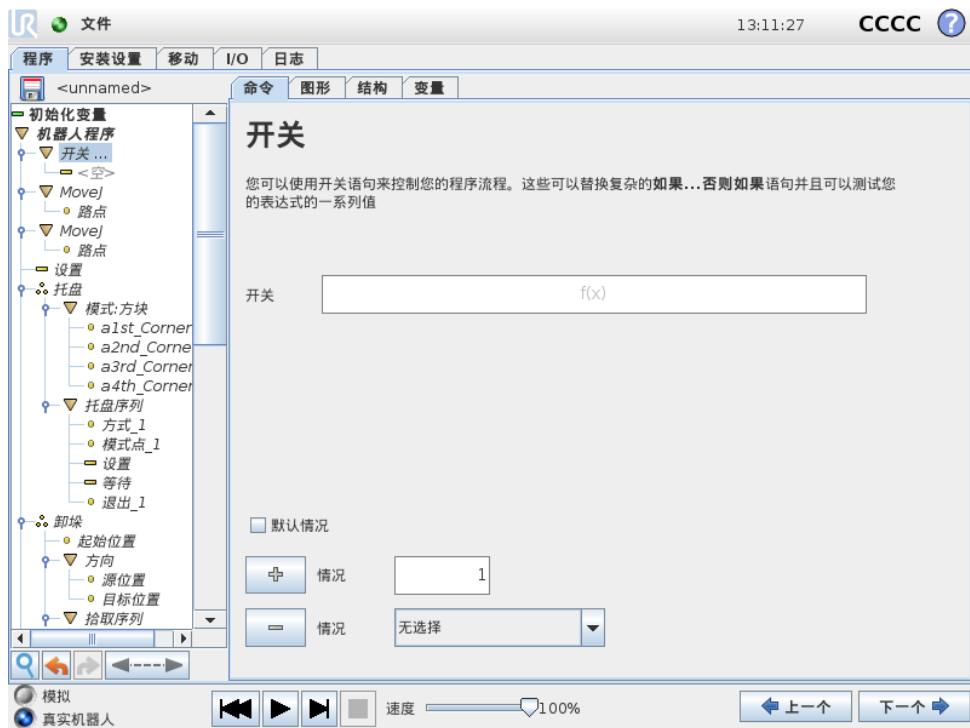 UR 文件 13:11:27 CCCC ?
程序 安装设置 移动 I/O 日志
<unnamed>
命令 图形 结构 变量
初始化变量
机器人程序
开关 ...
<空>
MoveJ
路点
MoveJ
路点
设置
托盘
模式:方块
a1st_Corner
a2nd_Corne
a3rd_Corner
a4th_Corner
托盘序列
方式_1
模式点_1
设置
等待
退出_1
卸垛
起始位置
方向
源位置
目标位置
拾取序列
开关
您可以使用开关语句来控制您的程序流程。这些可以替换复杂的如果...否则如果语句并且可以测试您
的表达式的一系列值
开关 f(x)
默认情况
情况 1
情况 无选择
模拟
真实机器人
速度 100%
上一个 下一个